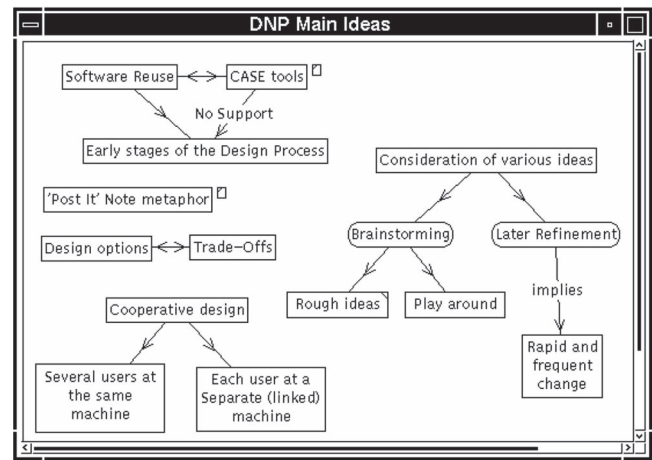 DNP Main Ideas
Software Reuse
CASE tools
No Support
Early stages of the Design Process
Consideration of various ideas
'Post It' Note metaphor
Brainstorming
Later Refinement
Design options
Trade-Offs
Rough ideas
Play around
implies
Cooperative design
Rapid and
frequent
change
Several users at
the same
machine
Each user at a
Separate (linked)
machine